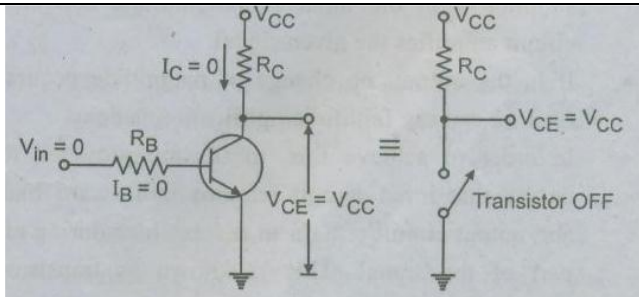 VCC
VCC
IC = 0
RC
RC
Vin = 0
RB
IB = 0
VCE = VCC
VCE = VCC
Transistor OFF